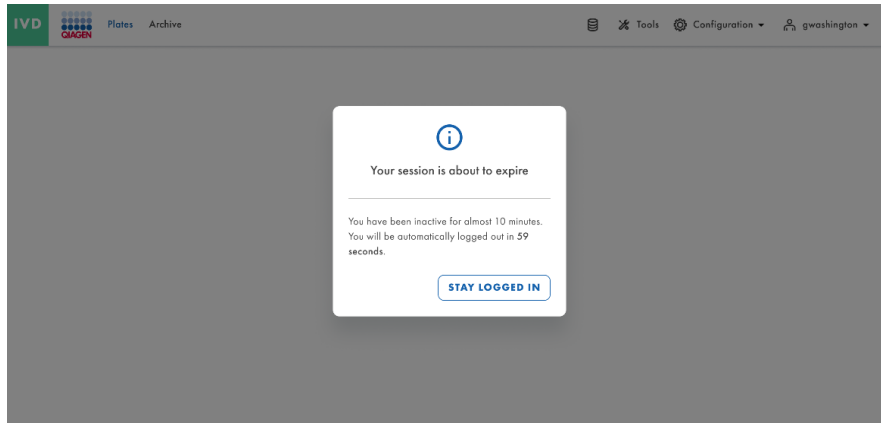 IVD
QIAGEN
Plates Archive
Tools Configuration gwashington
Your session is about to expire
You have been inactive for almost 10 minutes.
You will be automatically logged out in 59
seconds.
STAY LOGGED IN